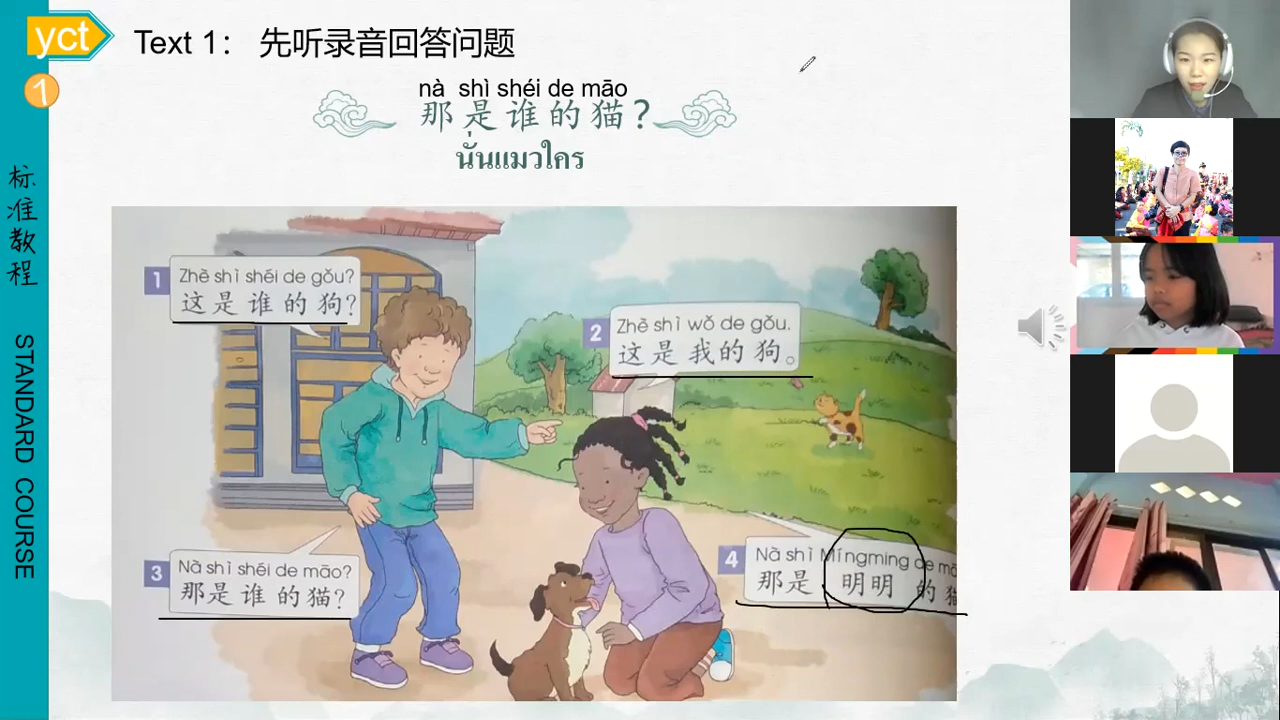 yct
1
标准教程
STANDARD COURSE
Text 1： 先听录音回答问题
nà shì shéi de māo
那是谁的猫？
นั่นแมวใคร
1
Zhè shì shéi de gǒu?
这是谁的狗？
2
Zhè shì wǒ de gǒu.
这是我的狗。
3
Nà shì shéi de māo?
那是谁的猫？
4
Nà shì Míngming de
那是明明的